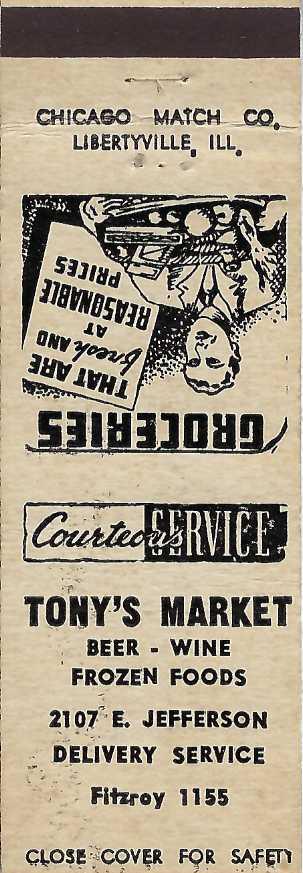 CHICAGO MATCH CO.
LIBERTYVILLE, ILL.
GROCERIES
THAT ARE
fresh AND
AT
REASONABLE
PRICES
Courteous SERVICE
TONY'S MARKET
BEER - WINE
FROZEN FOODS
2107 E. JEFFERSON
DELIVERY SERVICE
Fitzroy 1155
CLOSE COVER FOR SAFETY